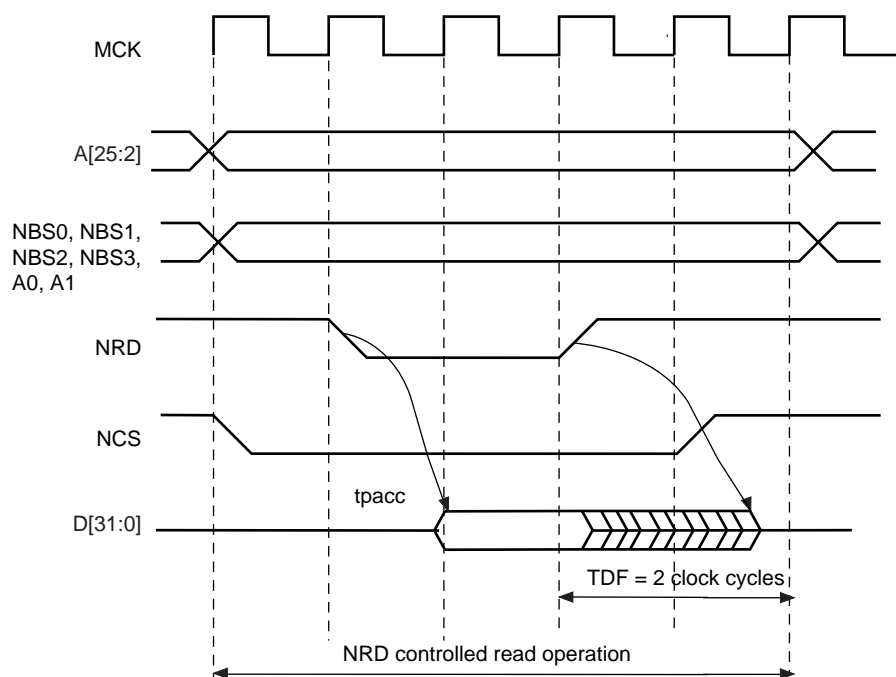 MCK
A[25:2]
NBS0, NBS1,
NBS2, NBS3,
A0, A1
NRD
NCS
tpacc
D[31:0]
TDF = 2 clock cycles
NRD controlled read operation